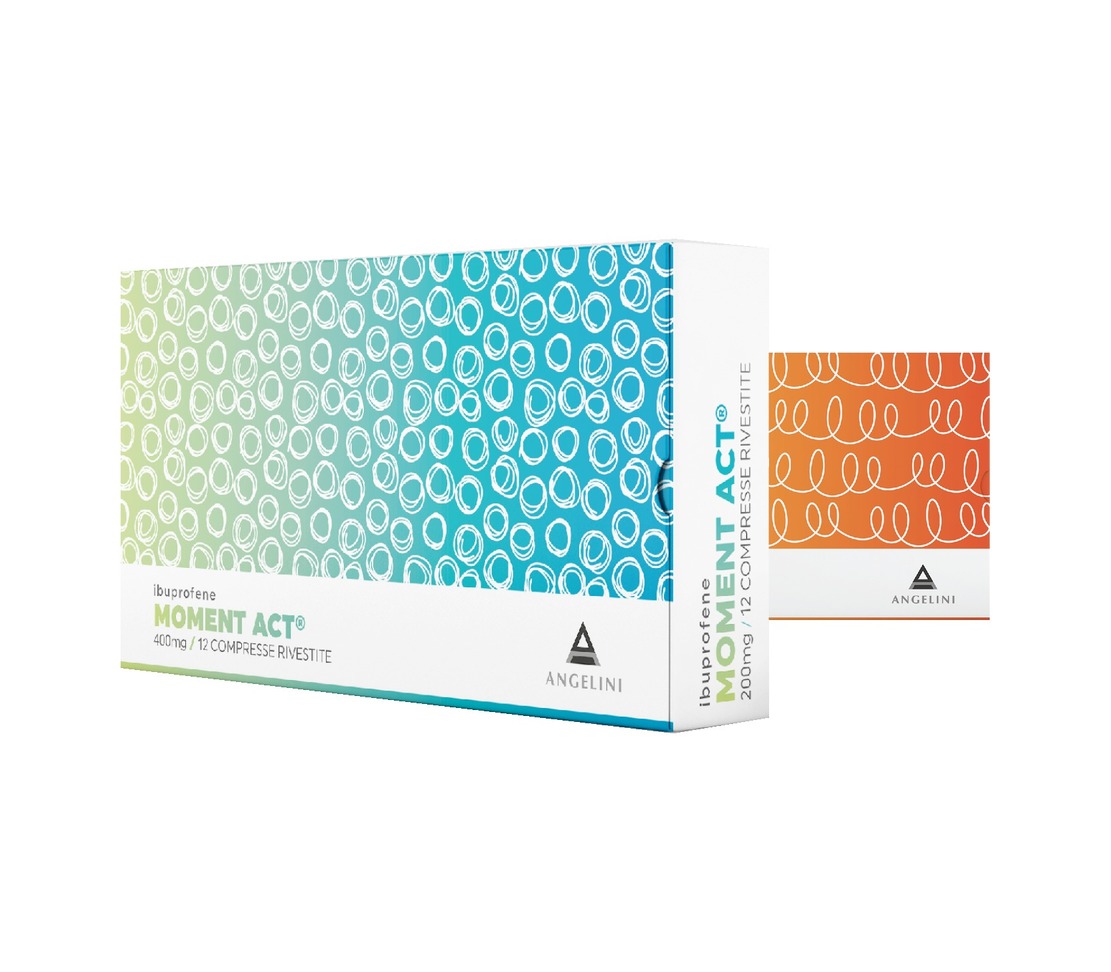 ibuprofene
MOMENT ACT®
400mg / 12 COMPRESSE RIVESTITE
ANGELINI
ibuprofene
MOMENT ACT®
200mg / 12 COMPRESSE RIVESTITE
ANGELINI